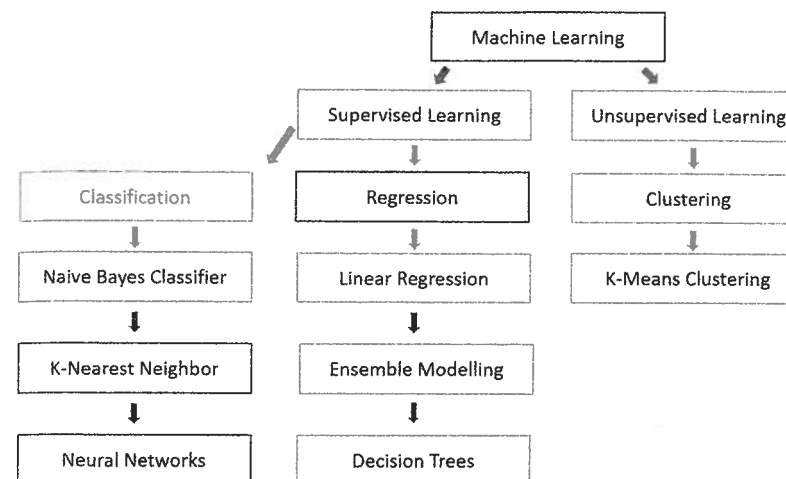 Machine Learning
Supervised Learning
Unsupervised Learning
Classification
Regression
Clustering
Naive Bayes Classifier
Linear Regression
K-Means Clustering
K-Nearest Neighbor
Ensemble Modelling
Neural Networks
Decision Trees